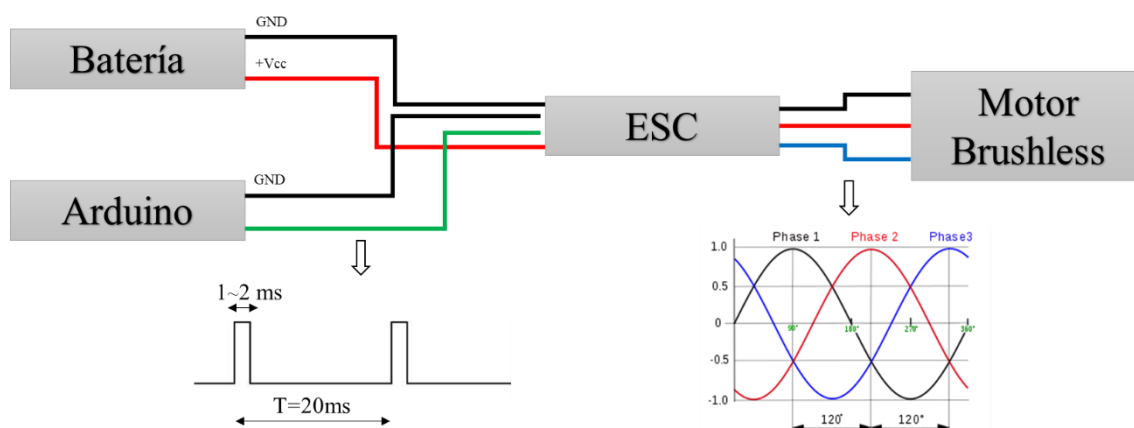 GND
Batería
+Vcc
ESC
Motor
Brushless
GND
Arduino
1~2 ms
T=20ms
Phase 1 Phase 2 Phase3
1.0
0.5
0
90° 180° 270° 360°
-0.5
-1.0
120° 120°